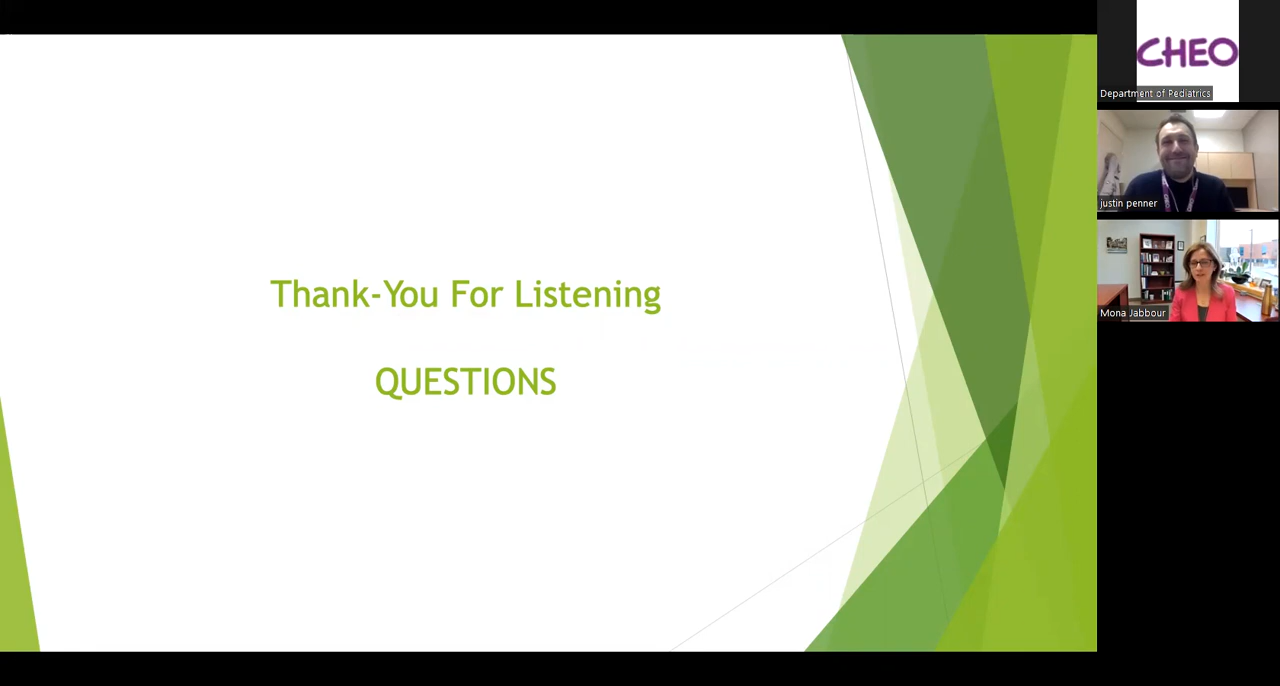 Thank-You For Listening
QUESTIONS
CHEO
Department of Pediatrics
justin penner
Mona Jabbour